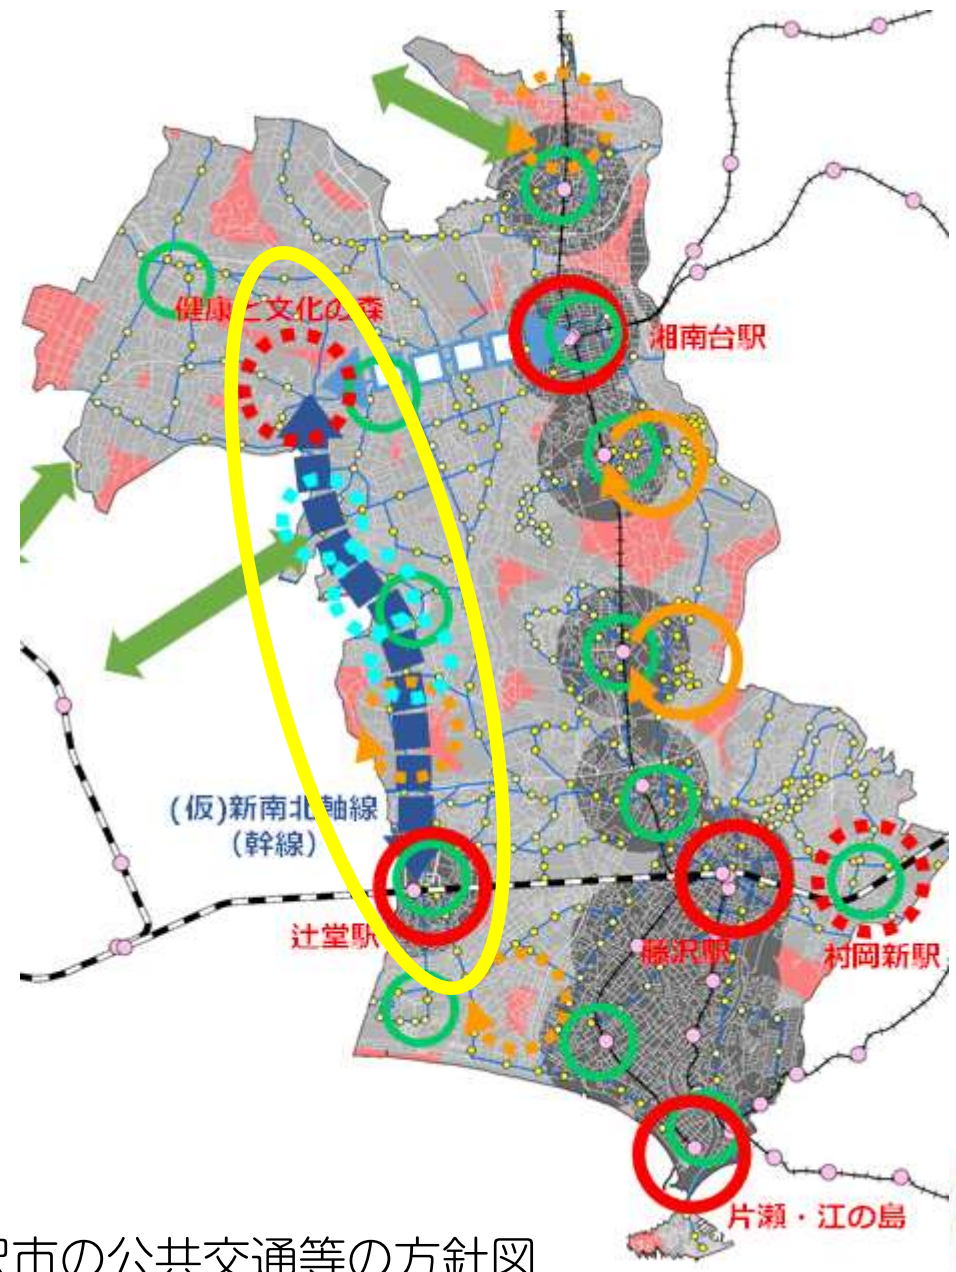 健康と文化の森
湘南台駅
(仮)新南北軸線
(幹線)
辻堂駅
藤沢駅
村岡新駅
片瀬・江の島
沢市の公共交通等の方針図